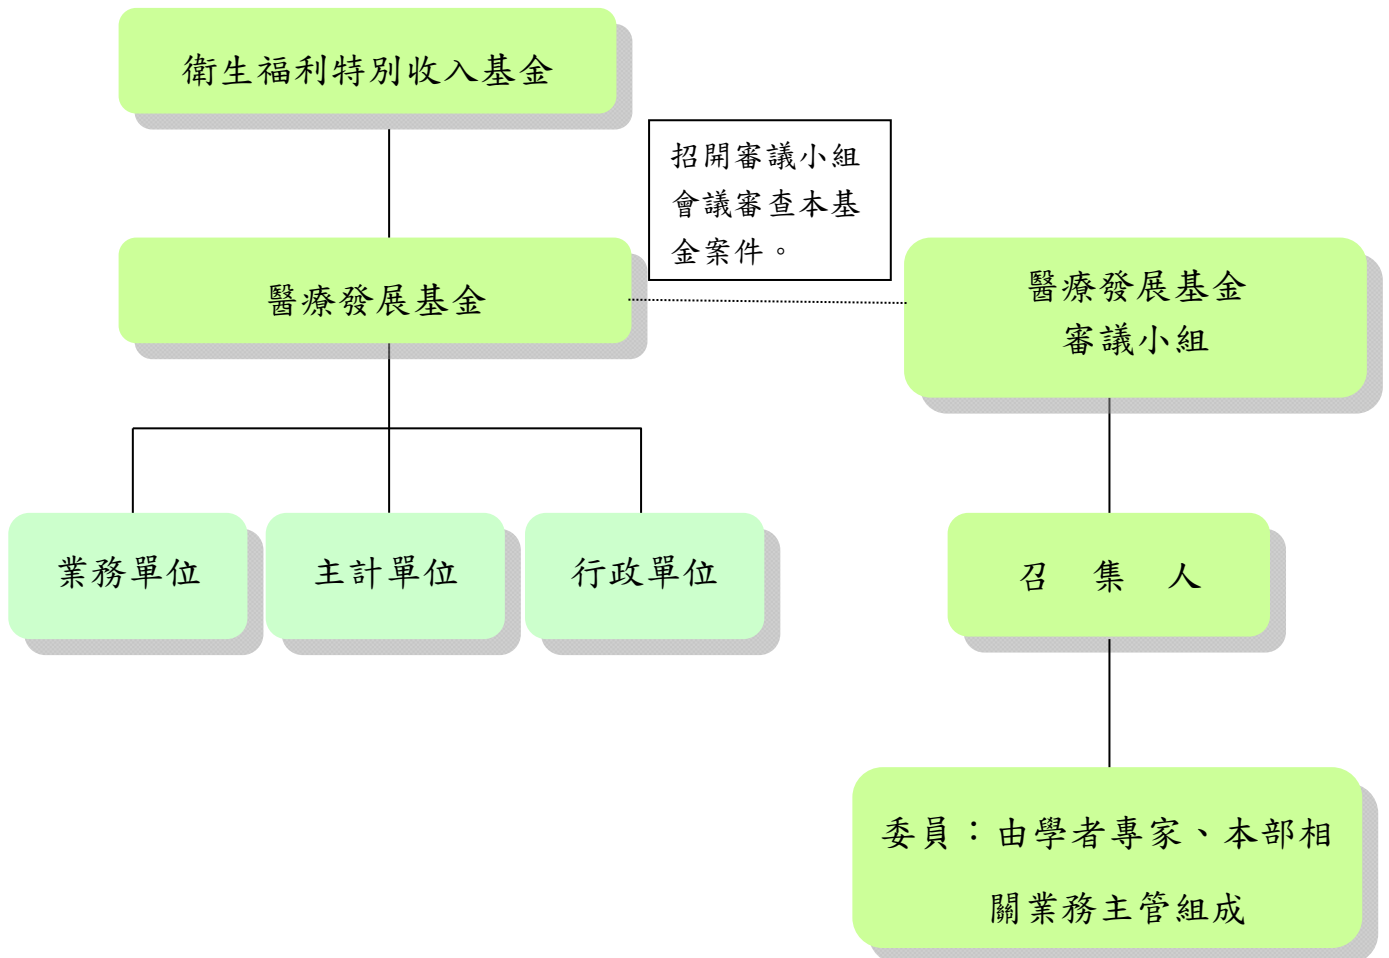 衛生福利特別收入基金
招開審議小組
會議審查本基
金案件。
醫療發展基金
醫療發展基金
審議小組
業務單位
主計單位
行政單位
召 集 人
委員：由學者專家、本部相
關業務主管組成